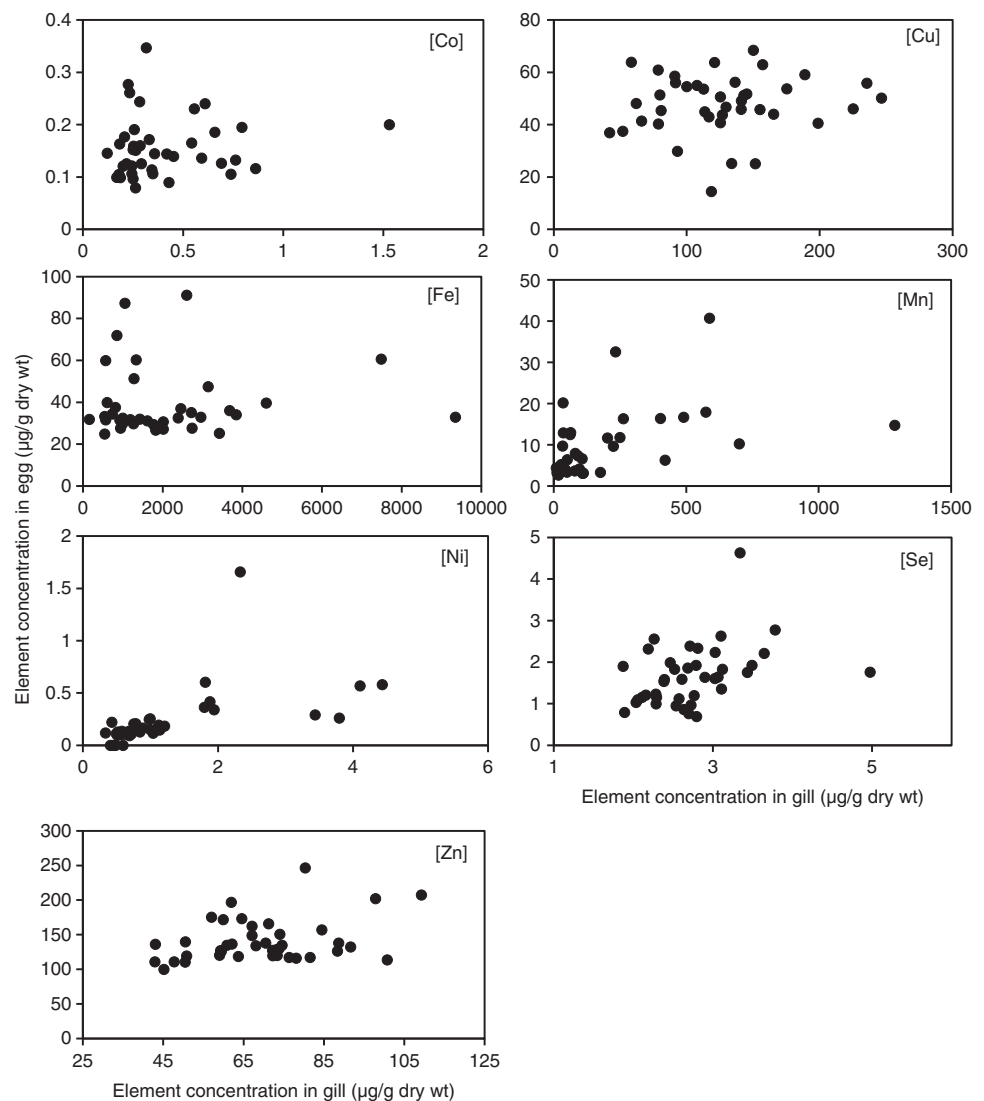 Element concentration in egg (µg/g dry wt)
[Co]
0.4
0.3
0.2
0.1
0
0 0.5 1 1.5 2
[Cu]
80
60
40
20
0
0 100 200 300
[Fe]
100
80
60
40
20
0
0 2000 4000 6000 8000 10000
[Mn]
50
40
30
20
10
0
0 500 1000 1500
[Ni]
2
1.5
1
0.5
0
0 2 4 6
[Se]
5
4
3
2
1
0
1 3 5
Element concentration in gill (µg/g dry wt)
[Zn]
300
250
200
150
100
50
0
25 45 65 85 105 125
Element concentration in gill (µg/g dry wt)